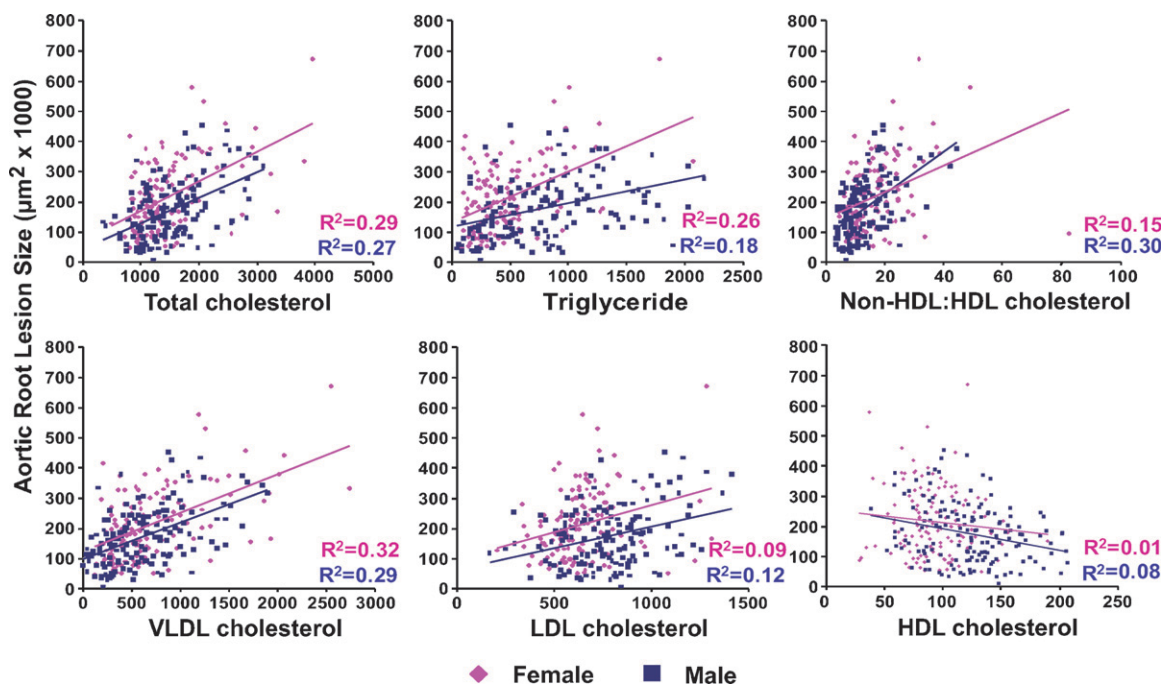 Aortic Root Lesion Size (µm² x 1000)
800
700
600
500
400
300
200
100
0
0 1000 2000 3000 4000 5000
R²=0.29
R²=0.27
Total cholesterol
800
700
600
500
400
300
200
100
0
0 500 1000 1500 2000 2500
R²=0.26
R²=0.18
Triglyceride
800
700
600
500
400
300
200
100
0
0 20 40 60 80 100
R²=0.15
R²=0.30
Non-HDL:HDL cholesterol
800
700
600
500
400
300
200
100
0
0 500 1000 1500 2000 2500 3000
R²=0.32
R²=0.29
VLDL cholesterol
800
700
600
500
400
300
200
100
0
0 500 1000 1500
R²=0.09
R²=0.12
LDL cholesterol
800
700
600
500
400
300
200
100
0
0 50 100 150 200 250
R²=0.01
R²=0.08
HDL cholesterol
Female Male